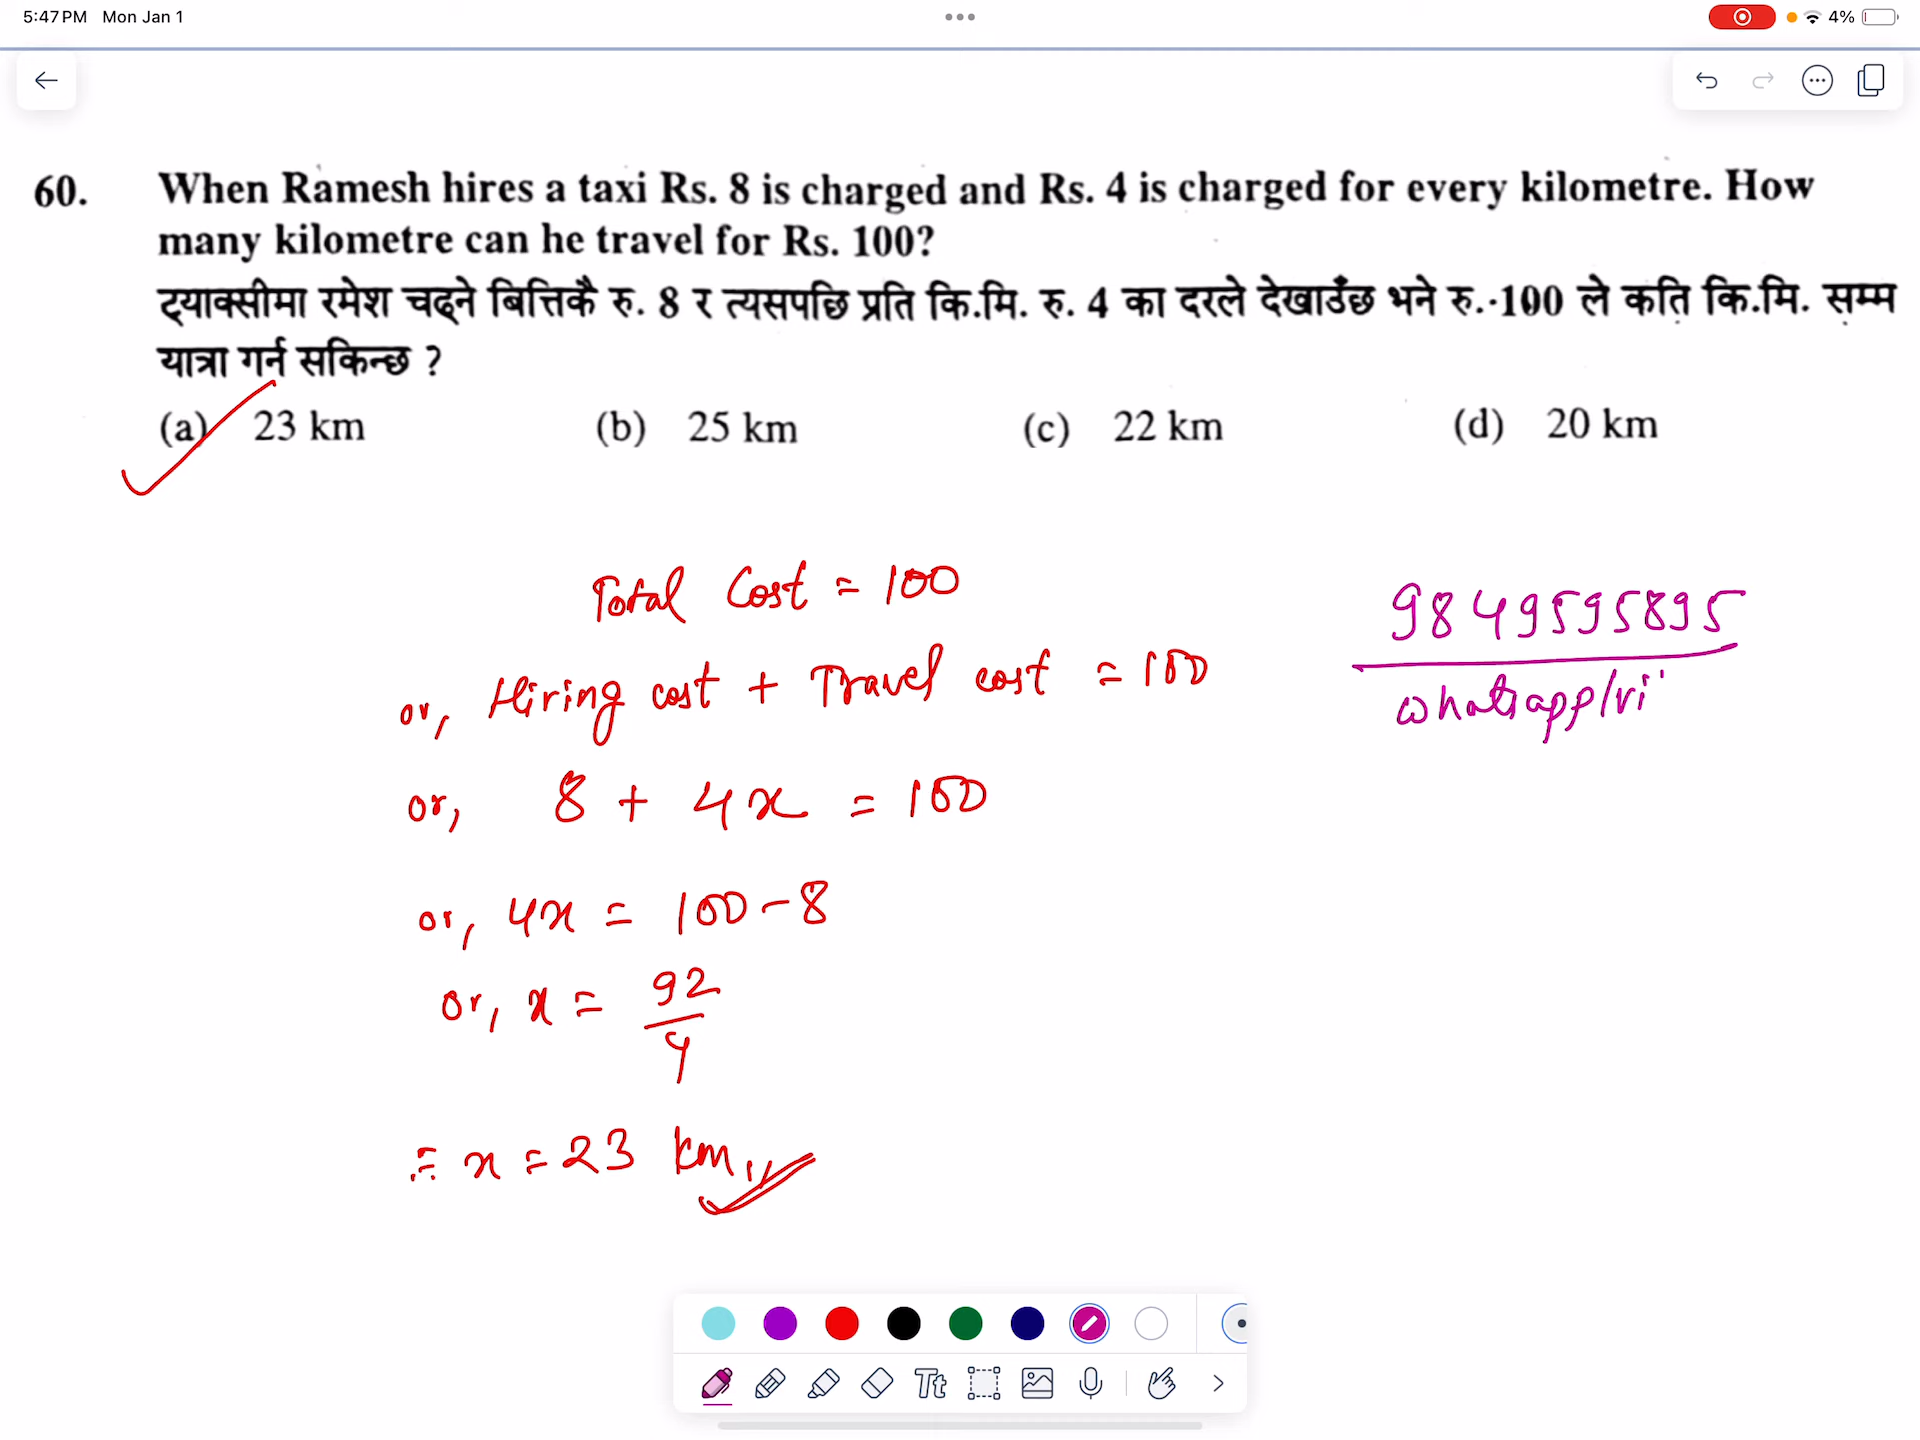 5:47 PM Mon Jan 1
4%
60. When Ramesh hires a taxi Rs. 8 is charged and Rs. 4 is charged for every kilometre. How
many kilometre can he travel for Rs. 100?
ट्याक्सीमा रमेश चढ्ने बित्तिकै रु. 8 र त्यसपछि प्रति कि.मि. रु. 4 का दरले देखाउँछ भने रु. 100 ले कति कि.मि. सम्म
यात्रा गर्न सकिन्छ ?
(a) 23 km (b) 25 km (c) 22 km (d) 20 km
Total Cost = 100
or, Hiring cost + Travel cost = 100
or, 8 + 4x = 100
or, 4x = 100 - 8
or, x = 92/4
∴ x = 23 km
9849595895
whatsapp/vi
Tt